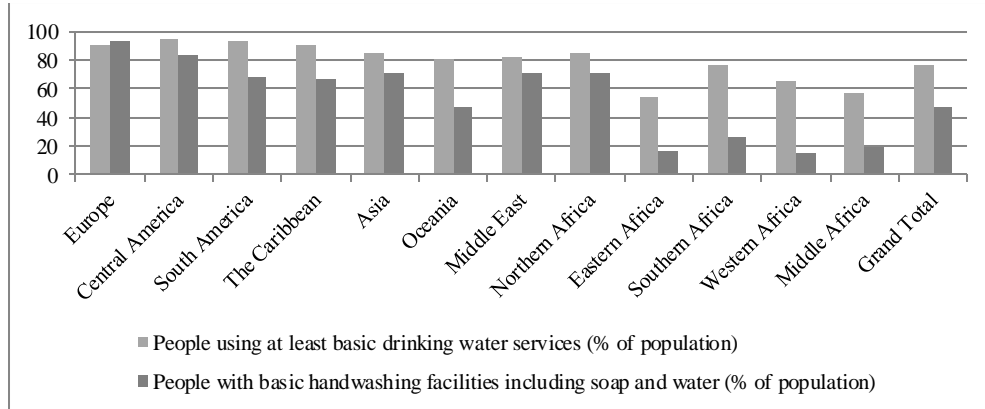 100
80
60
40
20
0
Europe
Central America
South America
The Caribbean
Asia
Oceania
Middle East
Northern Africa
Eastern Africa
Southern Africa
Western Africa
Middle Africa
Grand Total
People using at least basic drinking water services (% of population)
People with basic handwashing facilities including soap and water (% of population)